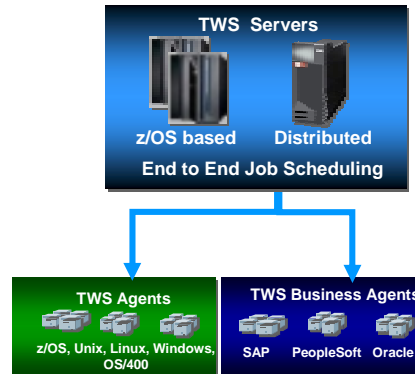 TWS Servers
z/OS based Distributed
End to End Job Scheduling
TWS Agents
z/OS, Unix, Linux, Windows,
OS/400
TWS Business Agents
SAP PeopleSoft Oracle